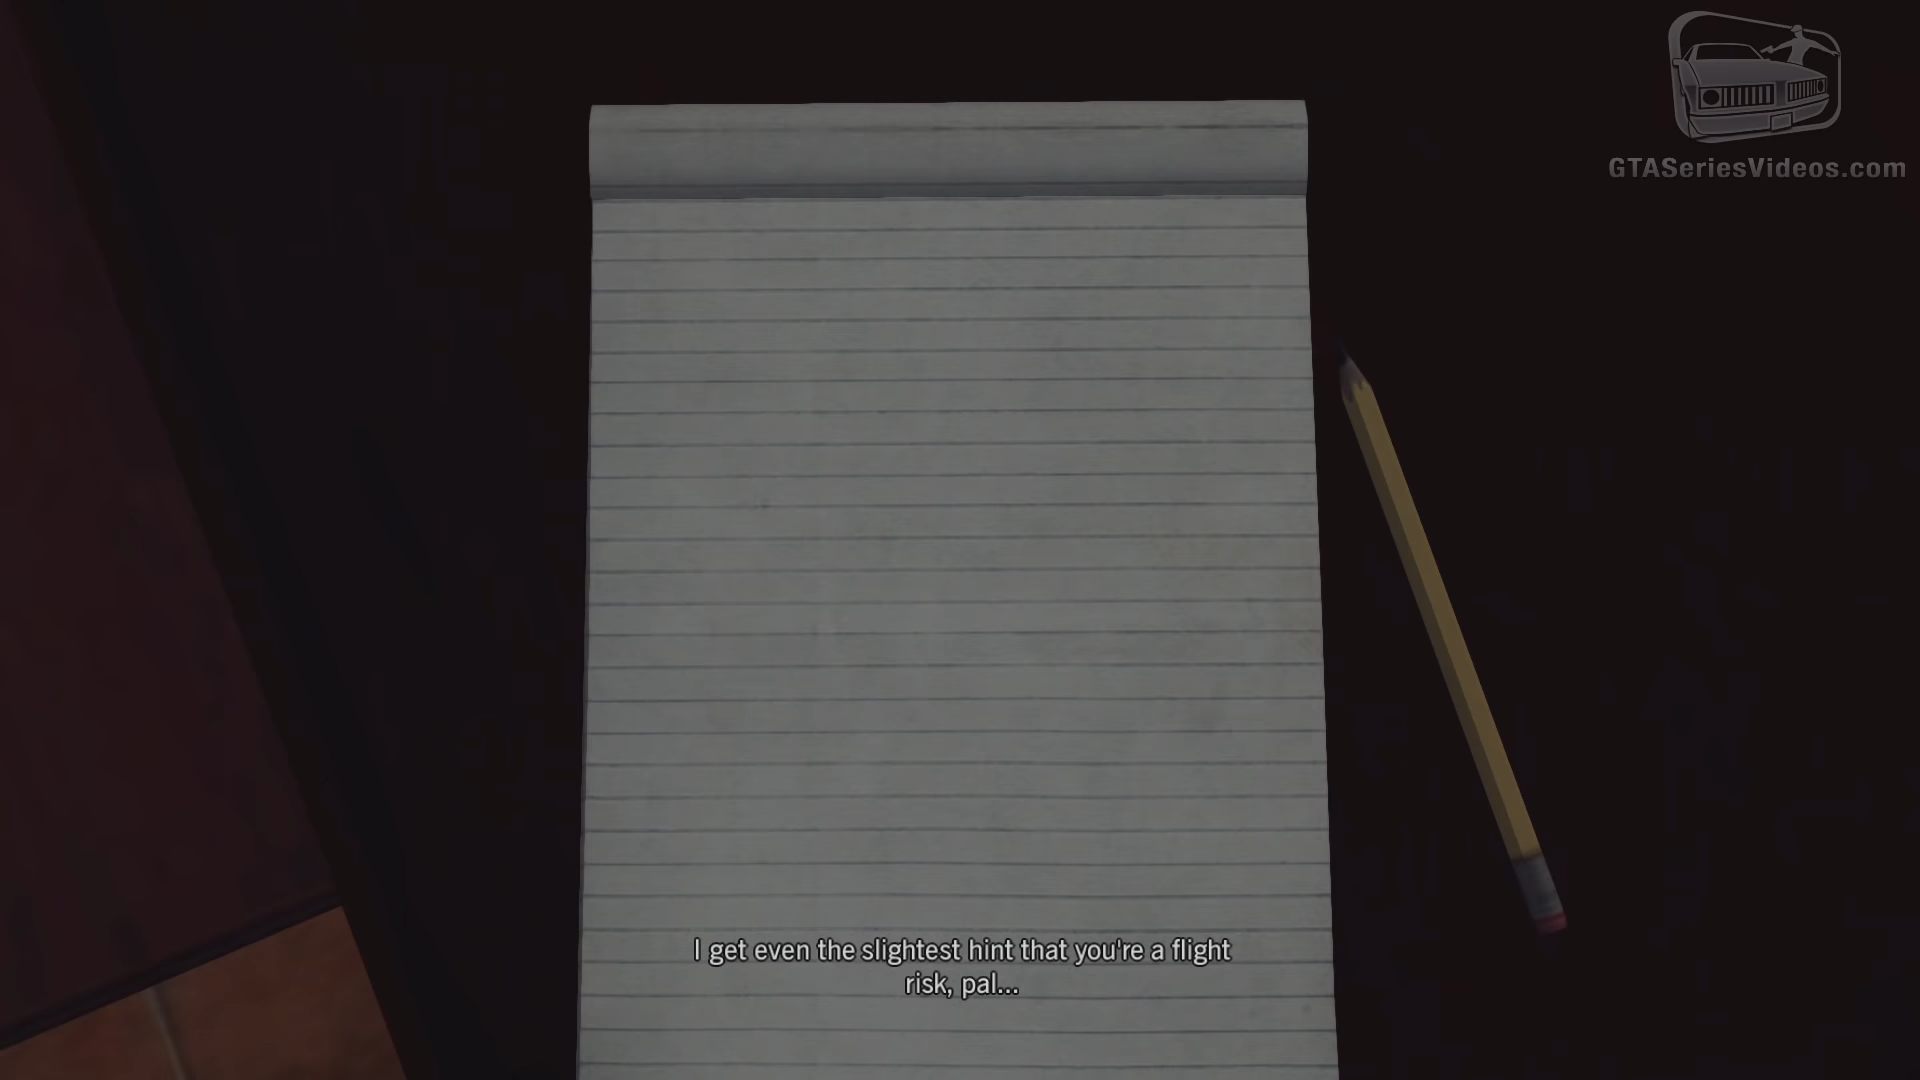 GTASeriesVideos.com
I get even the slightest hint that you're a flight
risk, pal...